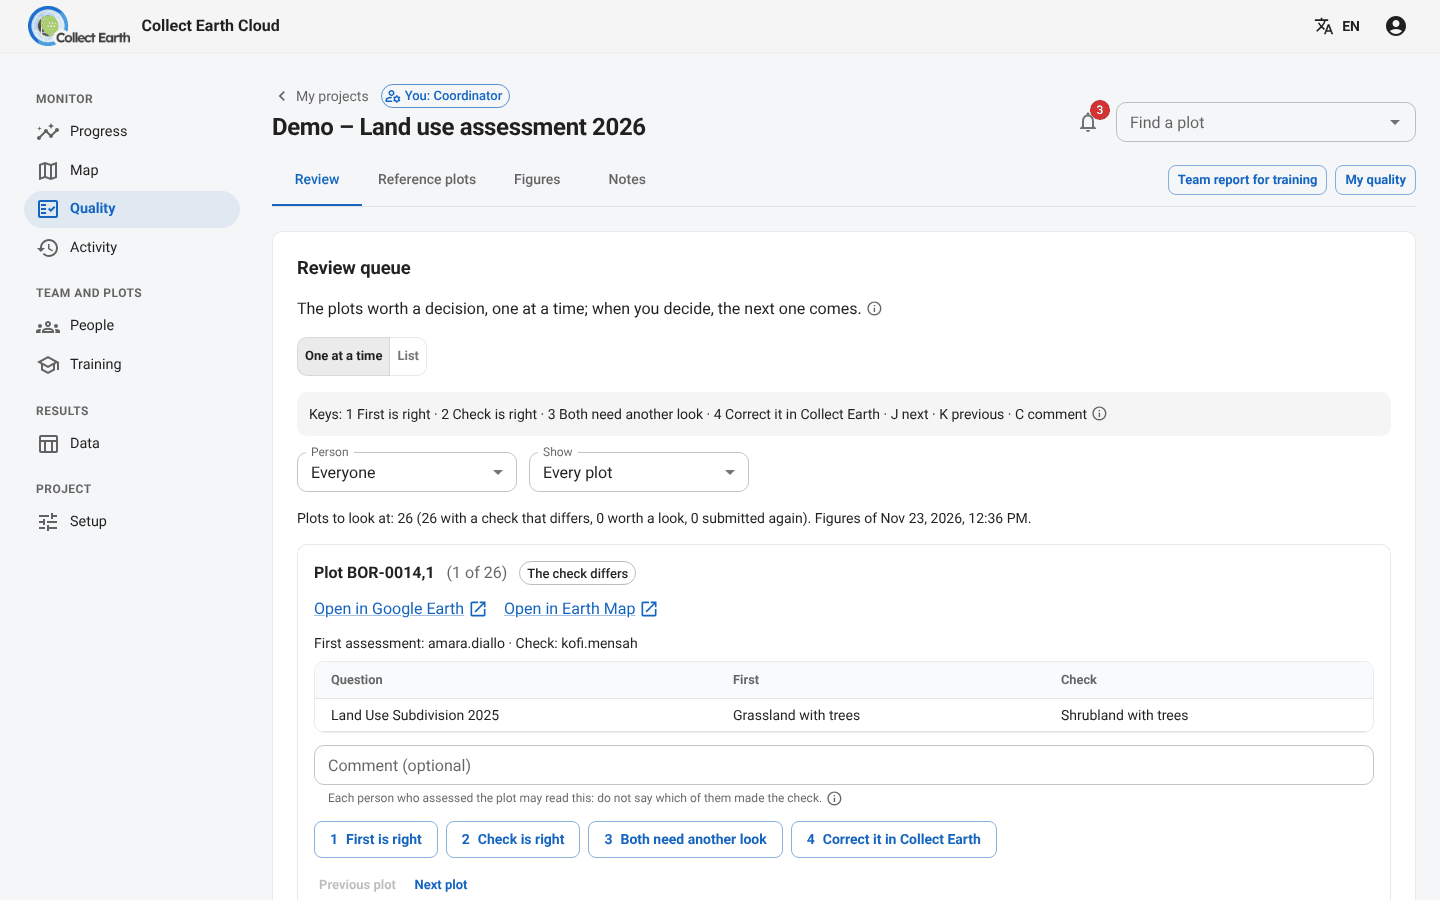 Collect Earth
Collect Earth Cloud
EN
MONITOR
Progress
Map
Quality
Activity
TEAM AND PLOTS
People
Training
RESULTS
Data
PROJECT
Setup
My projects
You: Coordinator
Demo – Land use assessment 2026
3
Find a plot
Review
Reference plots
Figures
Notes
Team report for training
My quality
Review queue
The plots worth a decision, one at a time; when you decide, the next one comes.
One at a time
List
Keys: 1 First is right · 2 Check is right · 3 Both need another look · 4 Correct it in Collect Earth · J next · K previous · C comment
Person
Everyone
Show
Every plot
Plots to look at: 26 (26 with a check that differs, 0 worth a look, 0 submitted again). Figures of Nov 23, 2026, 12:36 PM.
Plot BOR-0014,1 (1 of 26) The check differs
Open in Google Earth
Open in Earth Map
First assessment: amara.diallo · Check: kofi.mensah
Question First Check
Land Use Subdivision 2025 Grassland with trees Shrubland with trees
Comment (optional)
Each person who assessed the plot may read this: do not say which of them made the check.
1 First is right
2 Check is right
3 Both need another look
4 Correct it in Collect Earth
Previous plot
Next plot